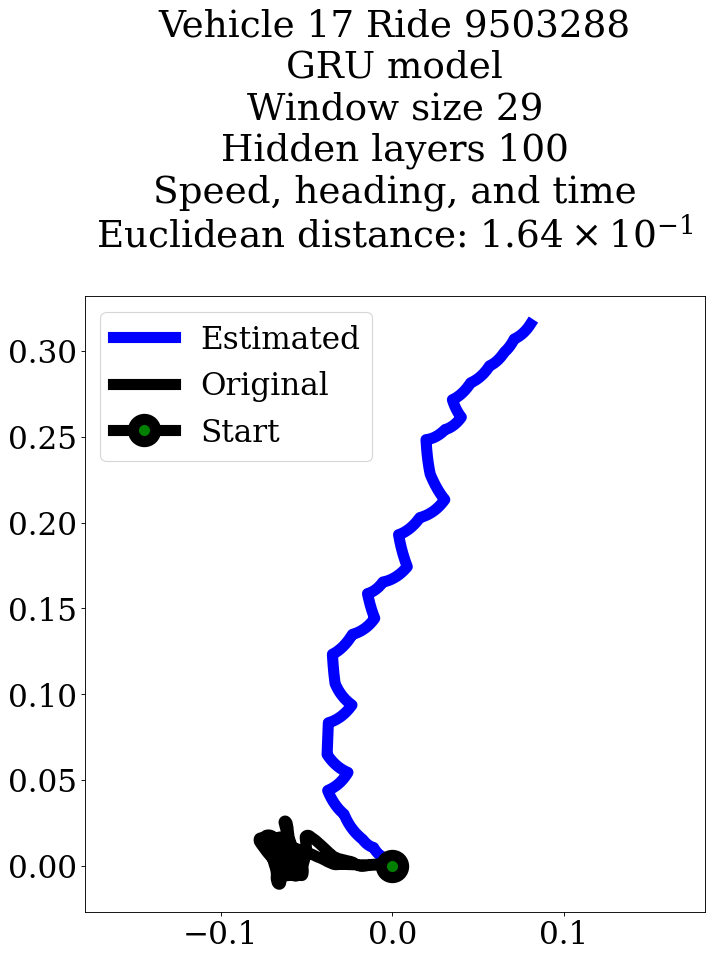 Vehicle 17 Ride 9503288
GRU model
Window size 29
Hidden layers 100
Speed, heading, and time
Euclidean distance: 1.64 × 10⁻¹
Estimated
Original
Start
0.30
0.25
0.20
0.15
0.10
0.05
0.00
−0.1
0.0
0.1